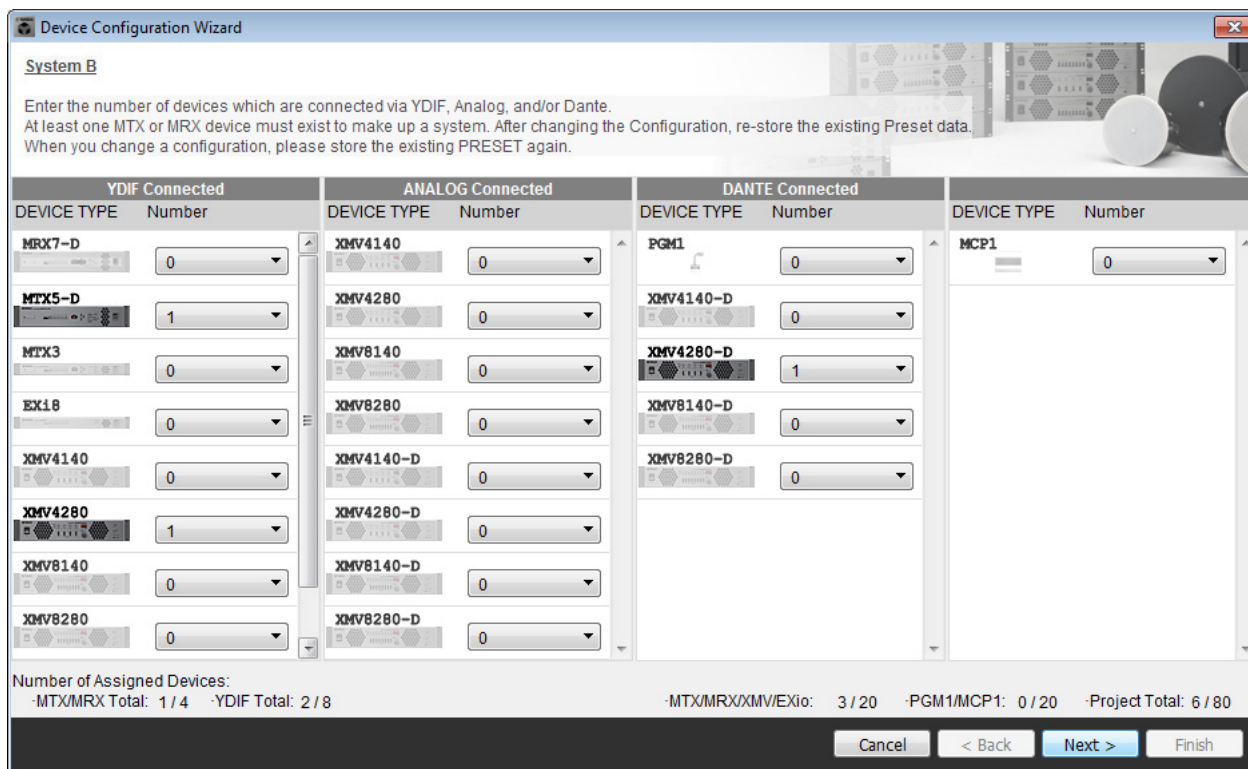 Device Configuration Wizard
System B
Enter the number of devices which are connected via YDIF, Analog, and/or Dante.
At least one MTX or MRX device must exist to make up a system. After changing the Configuration, re-store the existing Preset data.
When you change a configuration, please store the existing PRESET again.
YDIF Connected ANALOG Connected DANTE Connected
DEVICE TYPE Number DEVICE TYPE Number DEVICE TYPE Number DEVICE TYPE Number
MRX7-D 0 XMV4140 0 PGM1 0 MCP1 0
MTX5-D 1 XMV4280 0 XMV4140-D 0
MTX3 0 XMV8140 0 XMV4280-D 1
EXi8 0 XMV8280 0 XMV8140-D 0
XMV4140 0 XMV4140-D 0 XMV8280-D 0
XMV4280 1 XMV4280-D 0
XMV8140 0 XMV8140-D 0
XMV8280 0 XMV8280-D 0
Number of Assigned Devices:
·MTX/MRX Total: 1 / 4 ·YDIF Total: 2 / 8 ·MTX/MRX/XMV/EXio: 3 / 20 ·PGM1/MCP1: 0 / 20 ·Project Total: 6 / 80
Cancel < Back Next > Finish